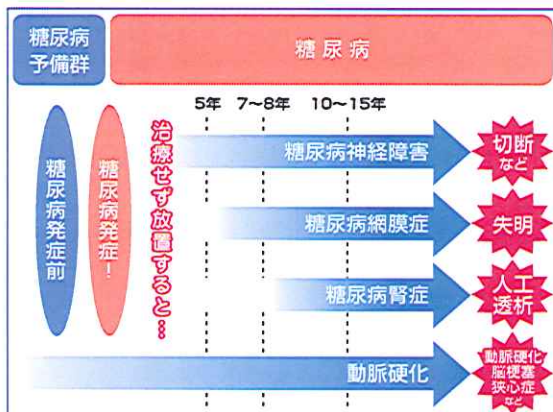 糖尿病
予備群
糖尿病
5年
7〜8年
10〜15年
糖尿病発症前
糖尿病発症！
治療せず放置すると…
糖尿病神経障害
切断
など
糖尿病網膜症
失明
糖尿病腎症
人工
透析
動脈硬化
動脈硬化
脳梗塞
狭心症
など